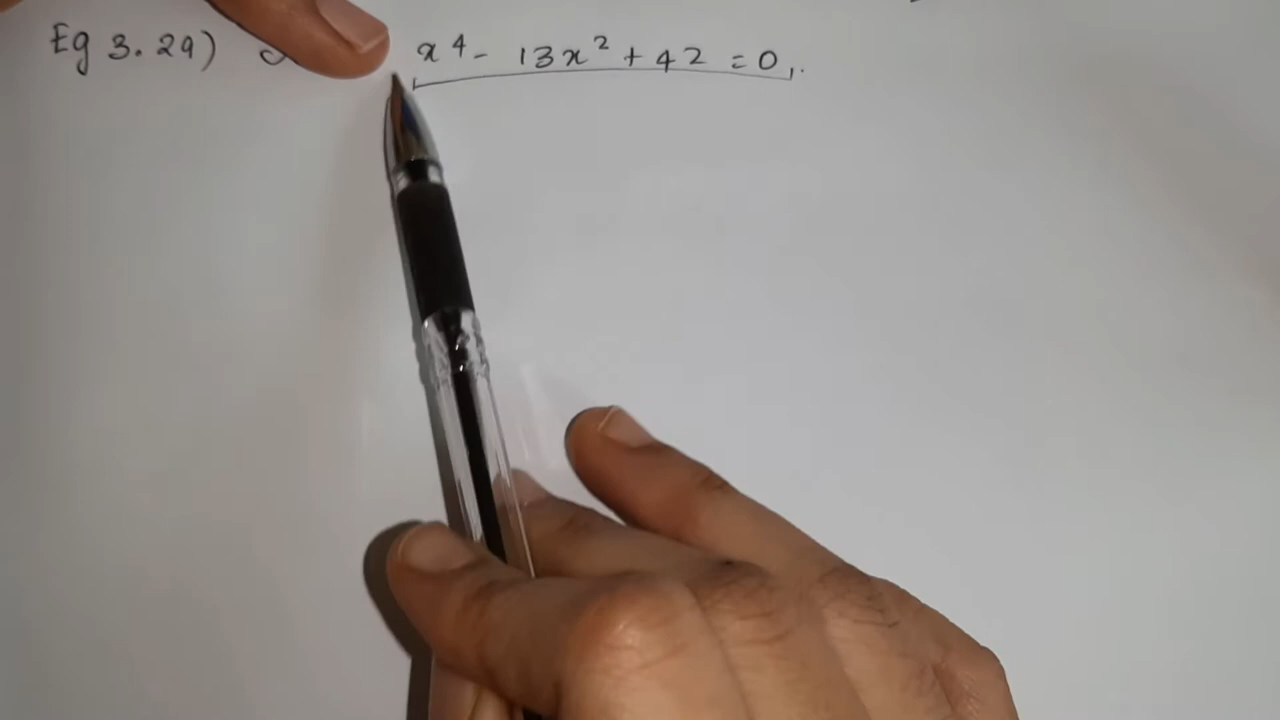 Eg 3.29) x⁴ - 13x² + 42 = 0,.